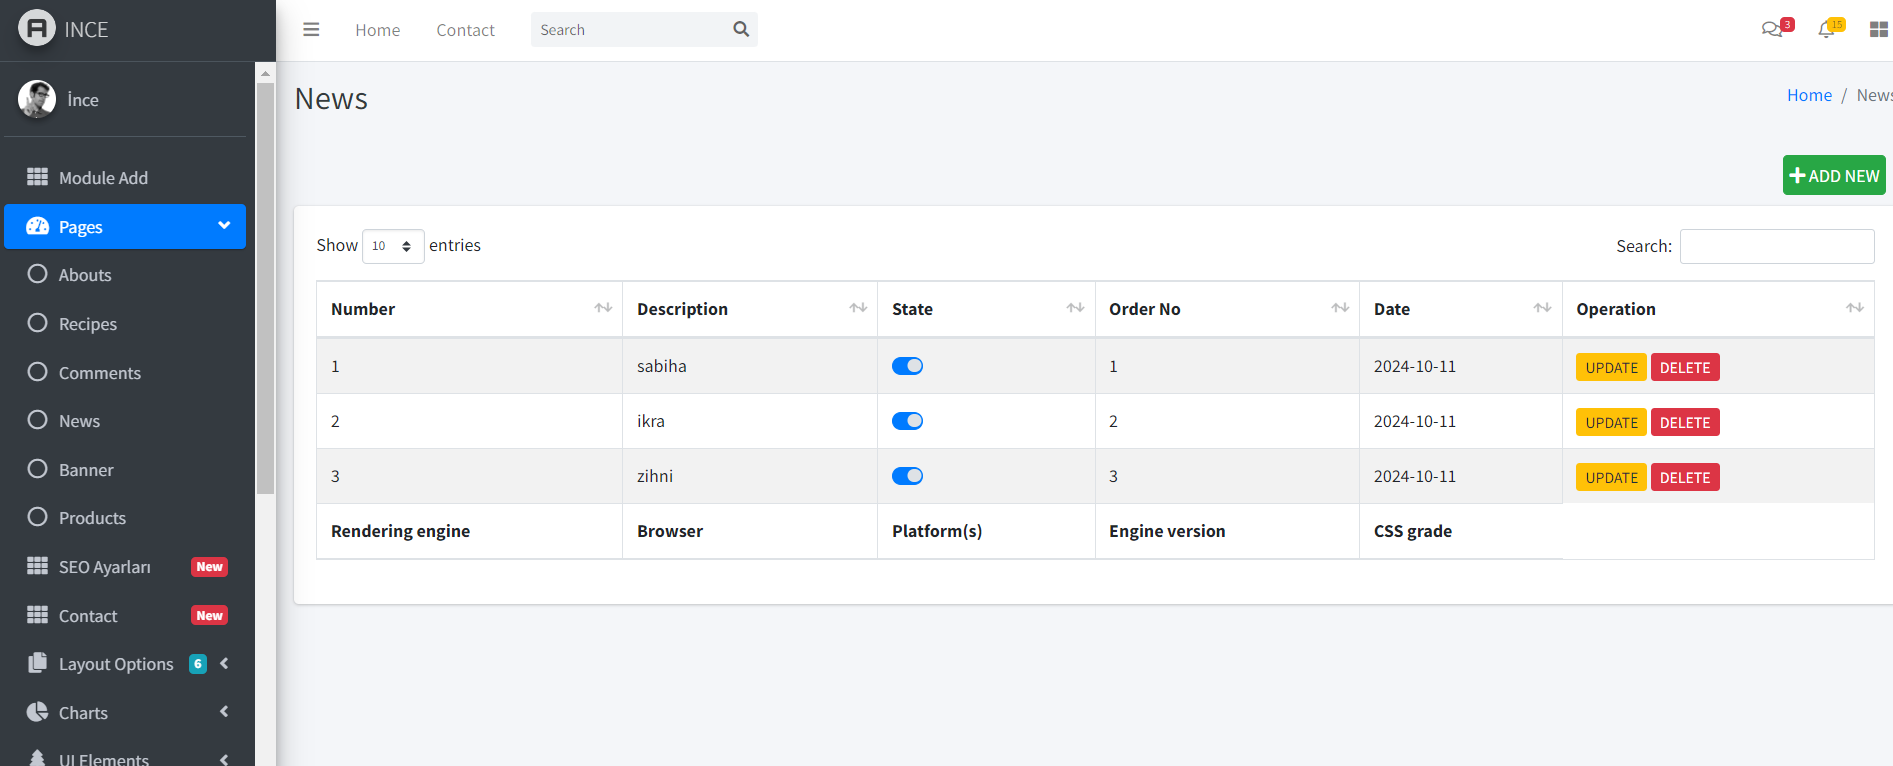 INCE
Home
Contact
Search
3
15
İnce
News
Home / News
Module Add
ADD NEW
Pages
Abouts
Recipes
Comments
News
Banner
Products
SEO Ayarları New
Contact New
Layout Options 6
Charts
UI Elements
Show 10 entries
Search:
Number Description State Order No Date Operation
1 sabiha 1 2024-10-11 UPDATE DELETE
2 ikra 2 2024-10-11 UPDATE DELETE
3 zihni 3 2024-10-11 UPDATE DELETE
Rendering engine Browser Platform(s) Engine version CSS grade